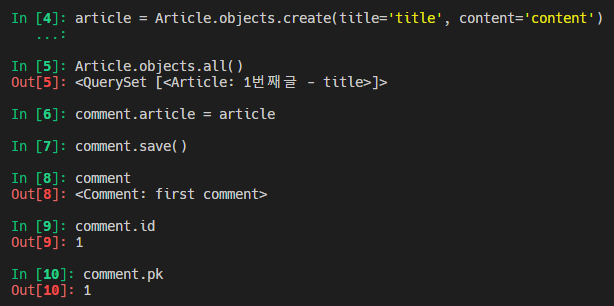 In [4]: article = Article.objects.create(title='title', content='content')
   ...:
In [5]: Article.objects.all()
Out[5]: <QuerySet [<Article: 1번째글 - title>]>
In [6]: comment.article = article
In [7]: comment.save()
In [8]: comment
Out[8]: <Comment: first comment>
In [9]: comment.id
Out[9]: 1
In [10]: comment.pk
Out[10]: 1